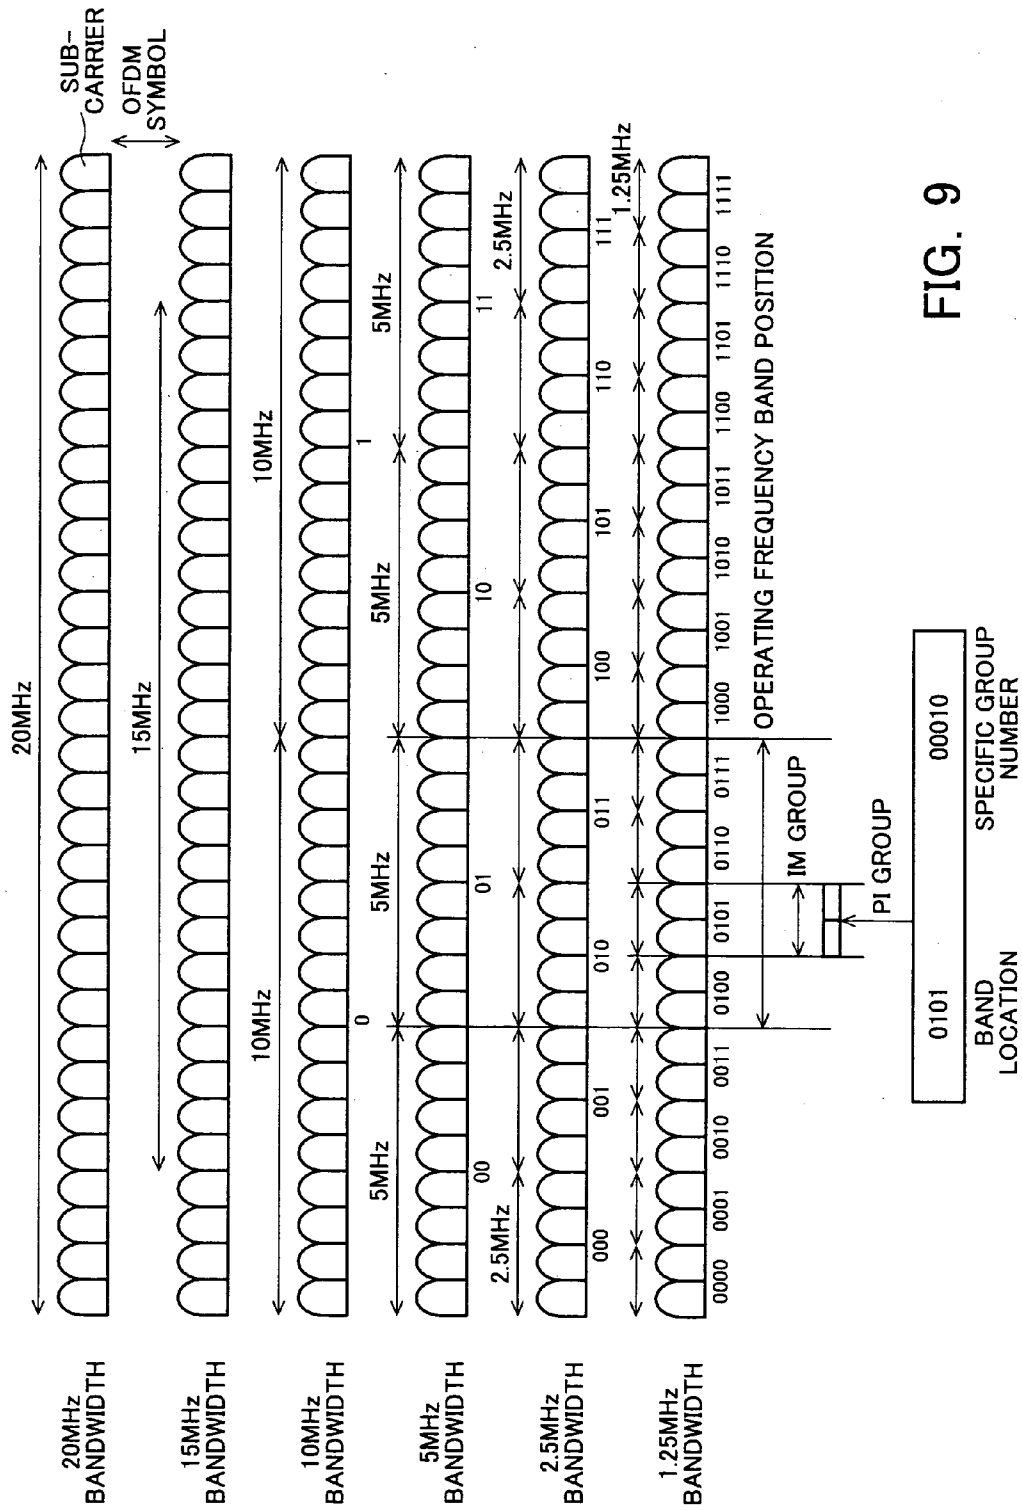 20MHz
SUB-
CARRIER
20MHz
BANDWIDTH
OFDM
SYMBOL
15MHz
15MHz
BANDWIDTH
10MHz
10MHz
10MHz
BANDWIDTH
0
1
5MHz
5MHz
5MHz
5MHz
5MHz
BANDWIDTH
00
01
10
11
2.5MHz
2.5MHz
2.5MHz
BANDWIDTH
000
001
010
011
100
101
110
111
1.25MHz
1.25MHz
BANDWIDTH
0000
0001
0010
0011
0100
0101
0110
0111
1000
1001
1010
1011
1100
1101
1110
1111
OPERATING FREQUENCY BAND POSITION
IM GROUP
PI GROUP
0101
00010
BAND
LOCATION
SPECIFIC GROUP
NUMBER
FIG. 9